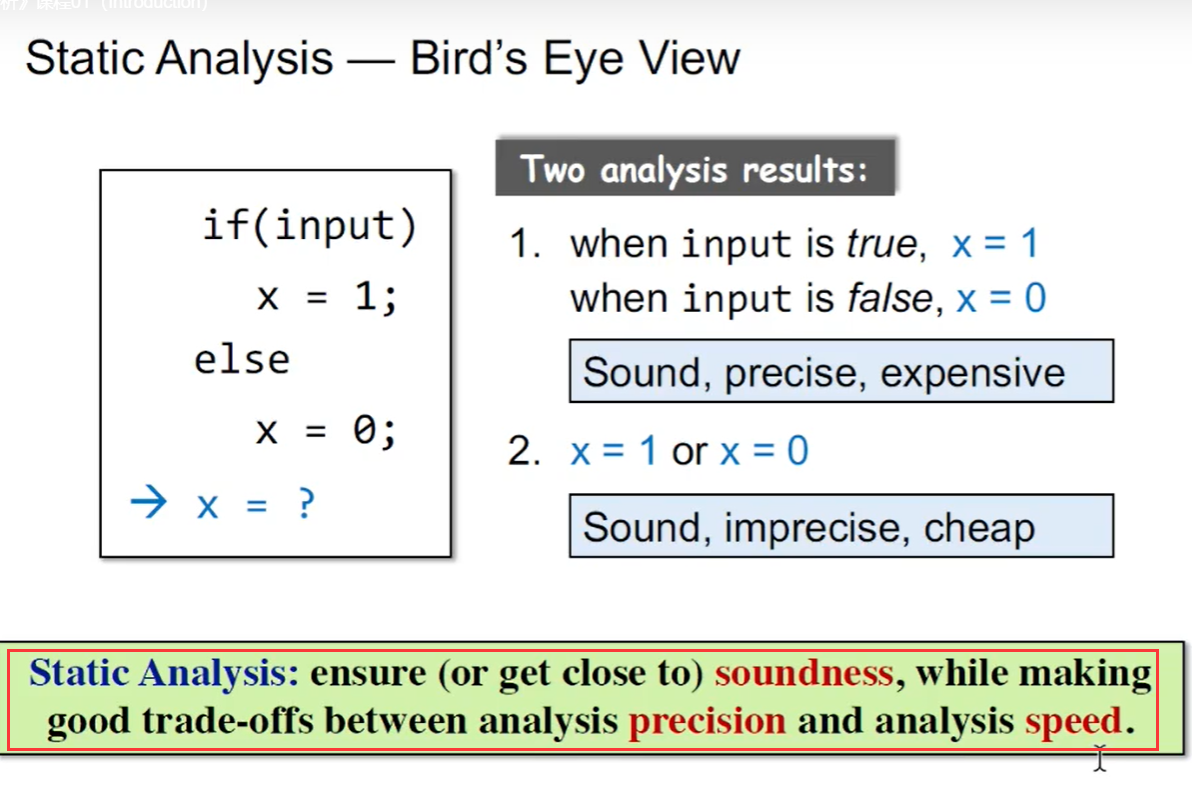 析》课程01（Introduction）
Static Analysis — Bird’s Eye View
if(input)
x = 1;
else
x = 0;
→ x = ?
Two analysis results:
1. when input is true, x = 1
when input is false, x = 0
Sound, precise, expensive
2. x = 1 or x = 0
Sound, imprecise, cheap
Static Analysis: ensure (or get close to) soundness, while making
good trade-offs between analysis precision and analysis speed.